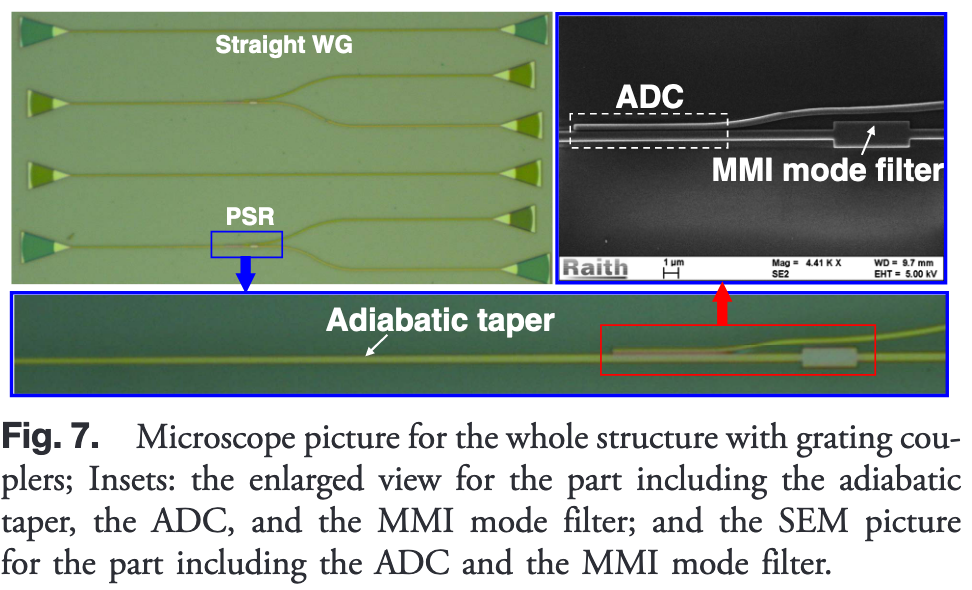 Straight WG
PSR
ADC
MMI mode filter
Raith
1 µm
Mag = 4.41 K X
WD = 9.7 mm
SE2
EHT = 5.00 kV
Adiabatic taper
Fig. 7. Microscope picture for the whole structure with grating cou-
plers; Insets: the enlarged view for the part including the adiabatic
taper, the ADC, and the MMI mode filter; and the SEM picture
for the part including the ADC and the MMI mode filter.